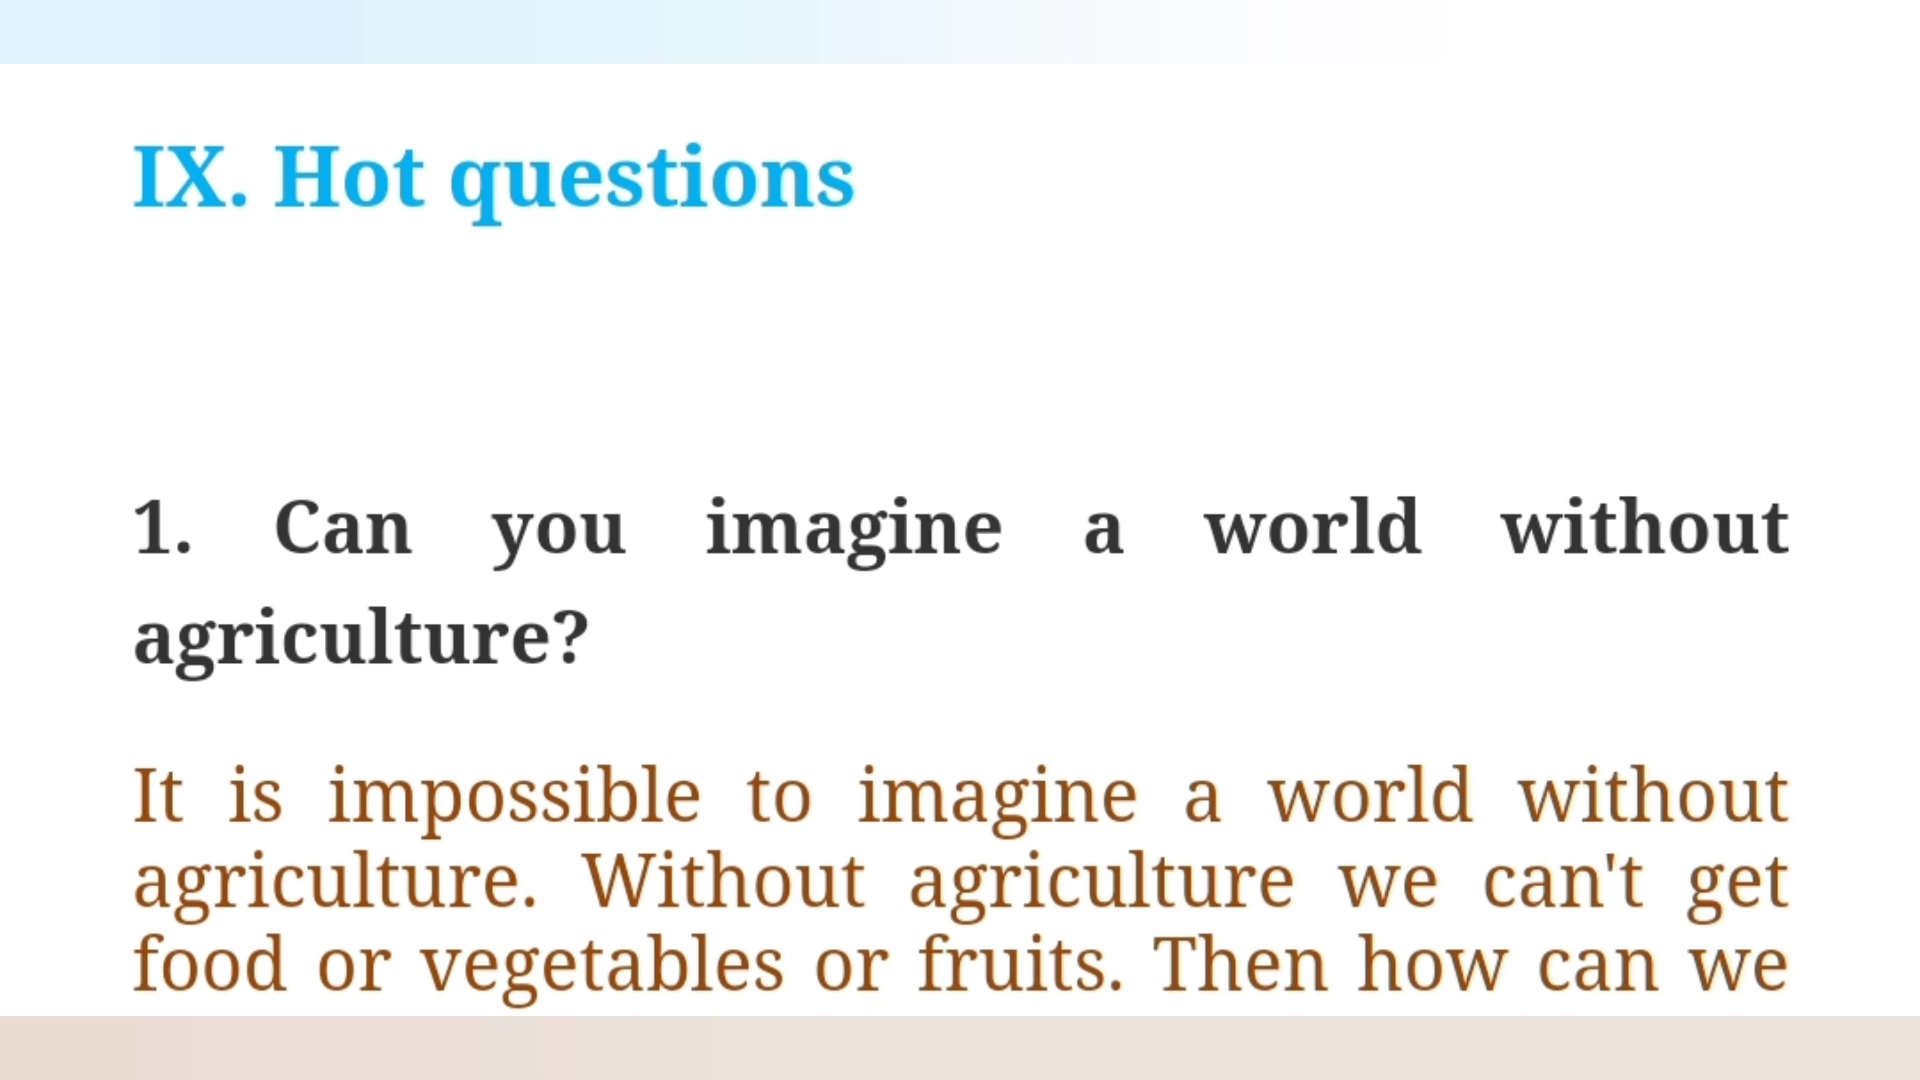 IX. Hot questions
1. Can you imagine a world without
agriculture?
It is impossible to imagine a world without
agriculture. Without agriculture we can't get
food or vegetables or fruits. Then how can we